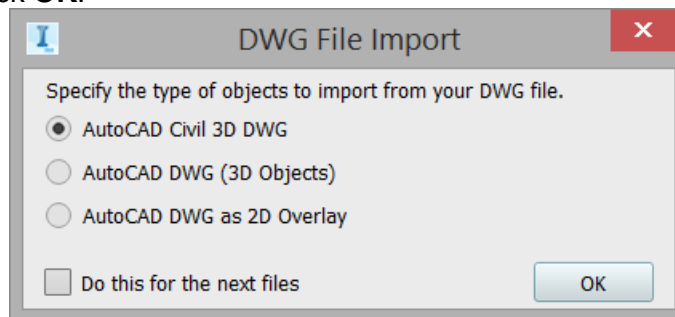 DWG File Import
Specify the type of objects to import from your DWG file.
AutoCAD Civil 3D DWG
AutoCAD DWG (3D Objects)
AutoCAD DWG as 2D Overlay
Do this for the next files
OK